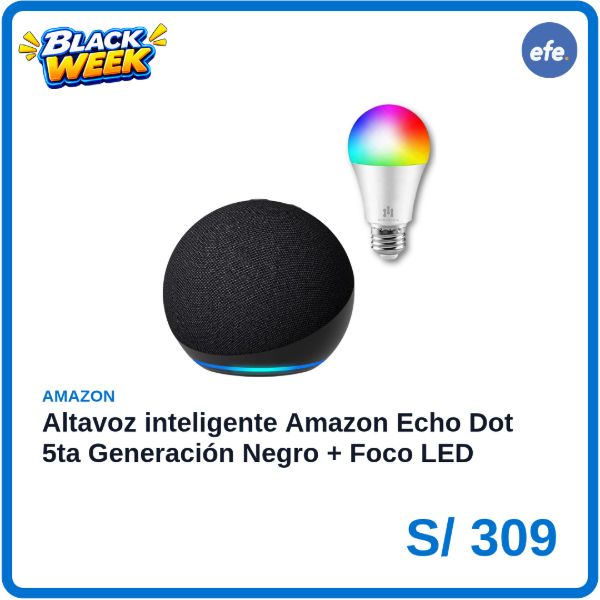 BLACK
WEEK
efe.
AMAZON
Altavoz inteligente Amazon Echo Dot
5ta Generación Negro + Foco LED
S/ 309